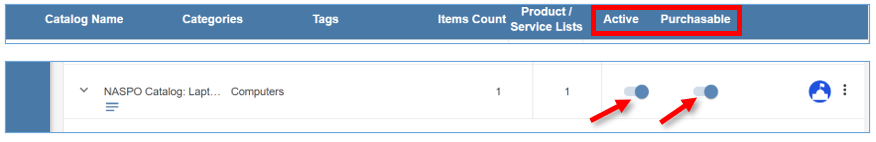 Catalog Name Categories Tags Items Count Product / Service Lists Active Purchasable
NASPO Catalog: Lapt... Computers 1 1